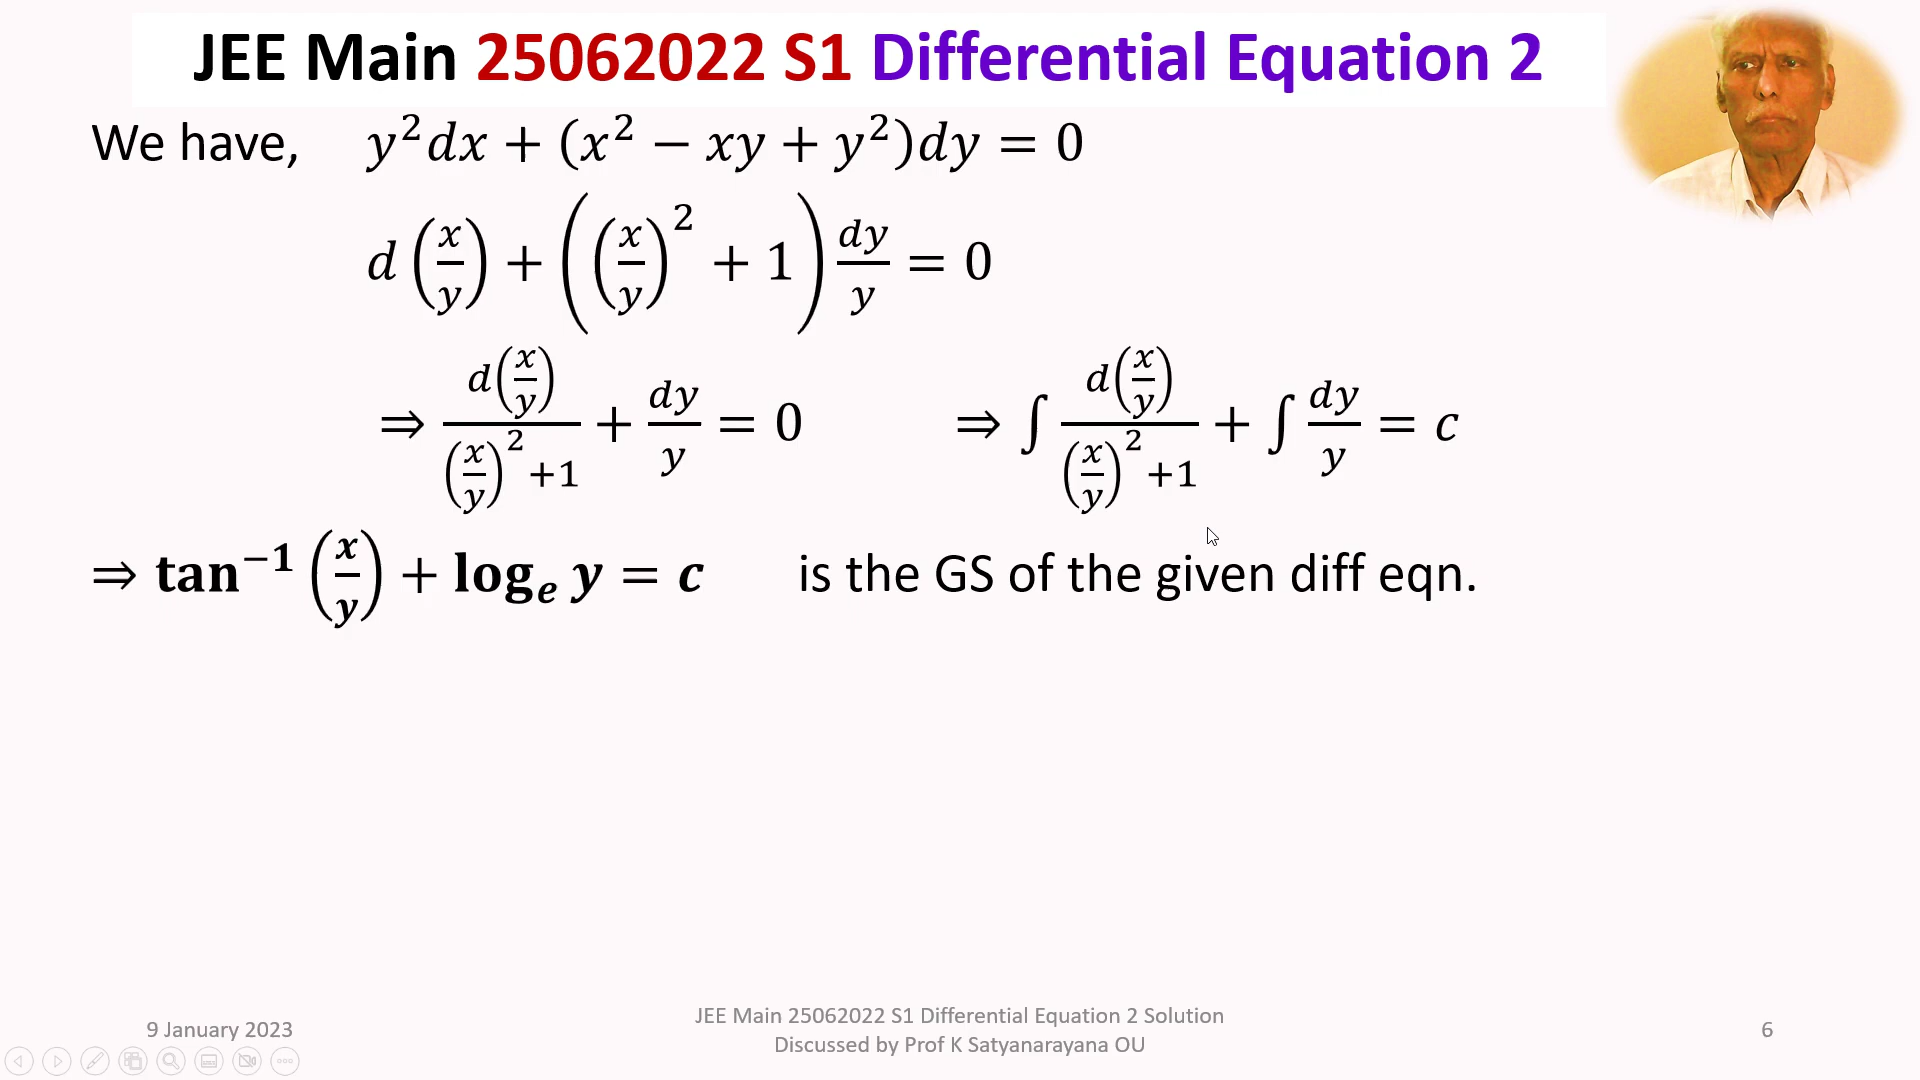 JEE Main 25062022 S1 Differential Equation 2
We have, y²dx + (x² − xy + y²)dy = 0
d(x/y) + ((x/y)² + 1) dy/y = 0
⇒ d(x/y)/((x/y)²+1) + dy/y = 0 ⇒ ∫ d(x/y)/((x/y)²+1) + ∫ dy/y = c
⇒ tan⁻¹(x/y) + logₑ y = c is the GS of the given diff eqn.
9 January 2023
JEE Main 25062022 S1 Differential Equation 2 Solution
Discussed by Prof K Satyanarayana OU
6